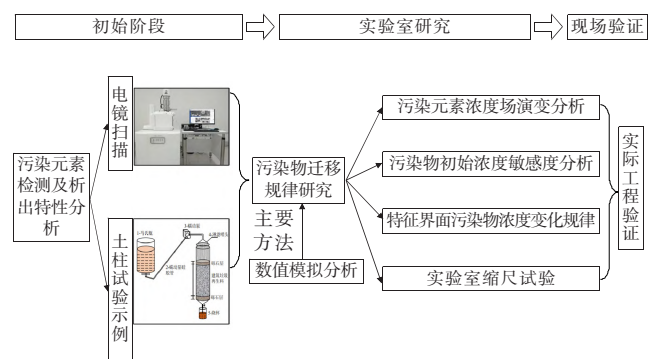 初始阶段
实验室研究
现场验证
污染元素
检测及析
出特性分
析
电镜扫描
土柱试验示例
污染物迁移
规律研究
主要
方法
数值模拟分析
污染元素浓度场演变分析
污染物初始浓度敏感度分析
特征界面污染物浓度变化规律
实验室缩尺试验
实际工程验证